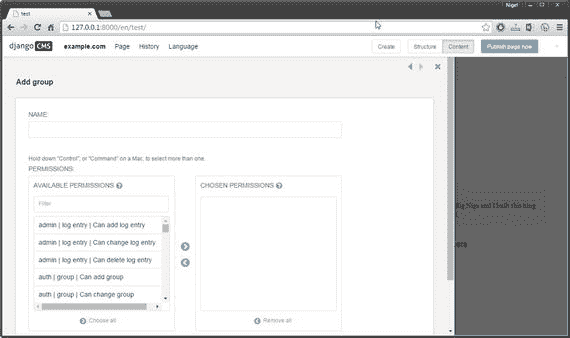 test
Nigel
127.0.0.1:8000/en/test/
django CMS example.com Page History Language Create Structure Content Publish page now
Add group
NAME:
Hold down "Control", or "Command" on a Mac, to select more than one.
PERMISSIONS:
AVAILABLE PERMISSIONS
CHOSEN PERMISSIONS
Filter
admin | log entry | Can add log entry
admin | log entry | Can change log entry
admin | log entry | Can delete log entry
auth | group | Can add group
auth | group | Can change group
Choose all
Remove all
Big Nige and I built this thing